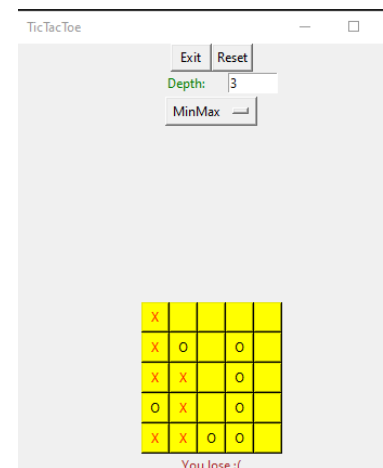 TicTacToe
Exit Reset
Depth: 3
MinMax
X
X O O
X X O
O X O
X X O O
You lose :(